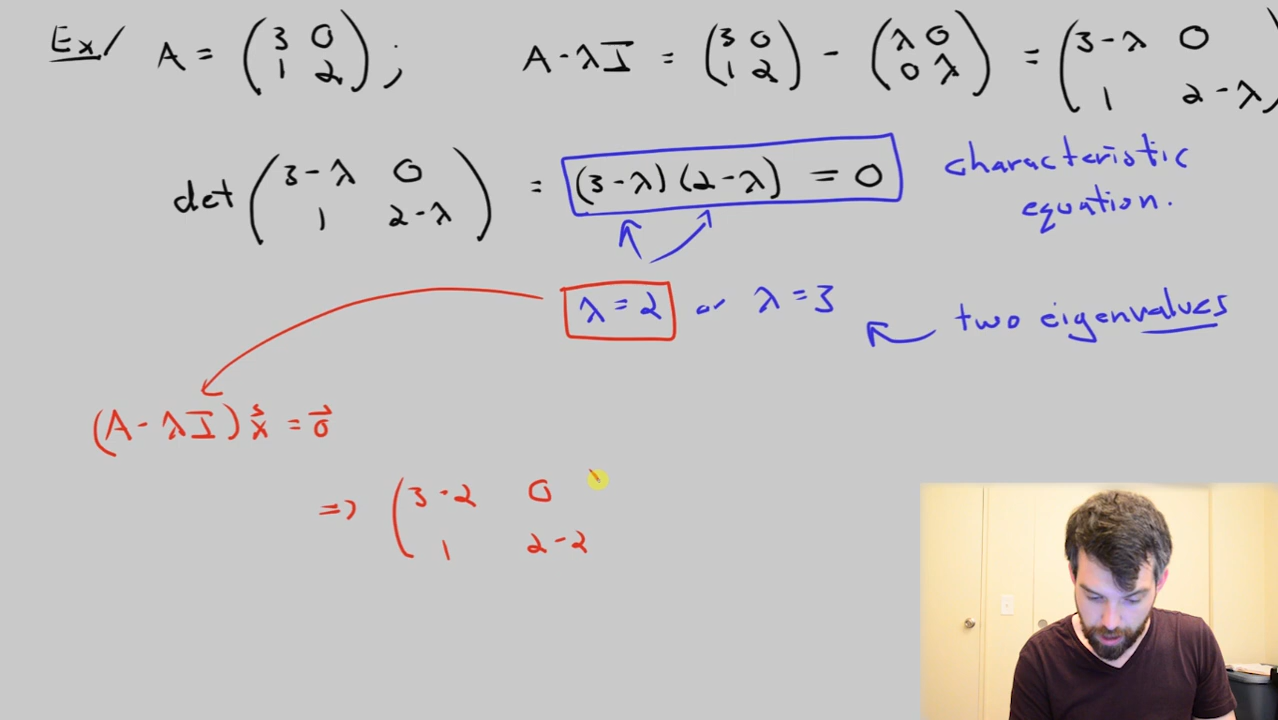 Ex/ A = (3 0 1 2); A - λI = (3 0 1 2) - (λ 0 0 λ) = (3-λ 0 1 2-λ)
det (3-λ 0 1 2-λ) = (3-λ)(2-λ) = 0 characteristic equation.
λ = 2 or λ = 3 two eigenvalues
(A - λI) x⃗ = 0⃗
=> (3-2 0 1 2-2